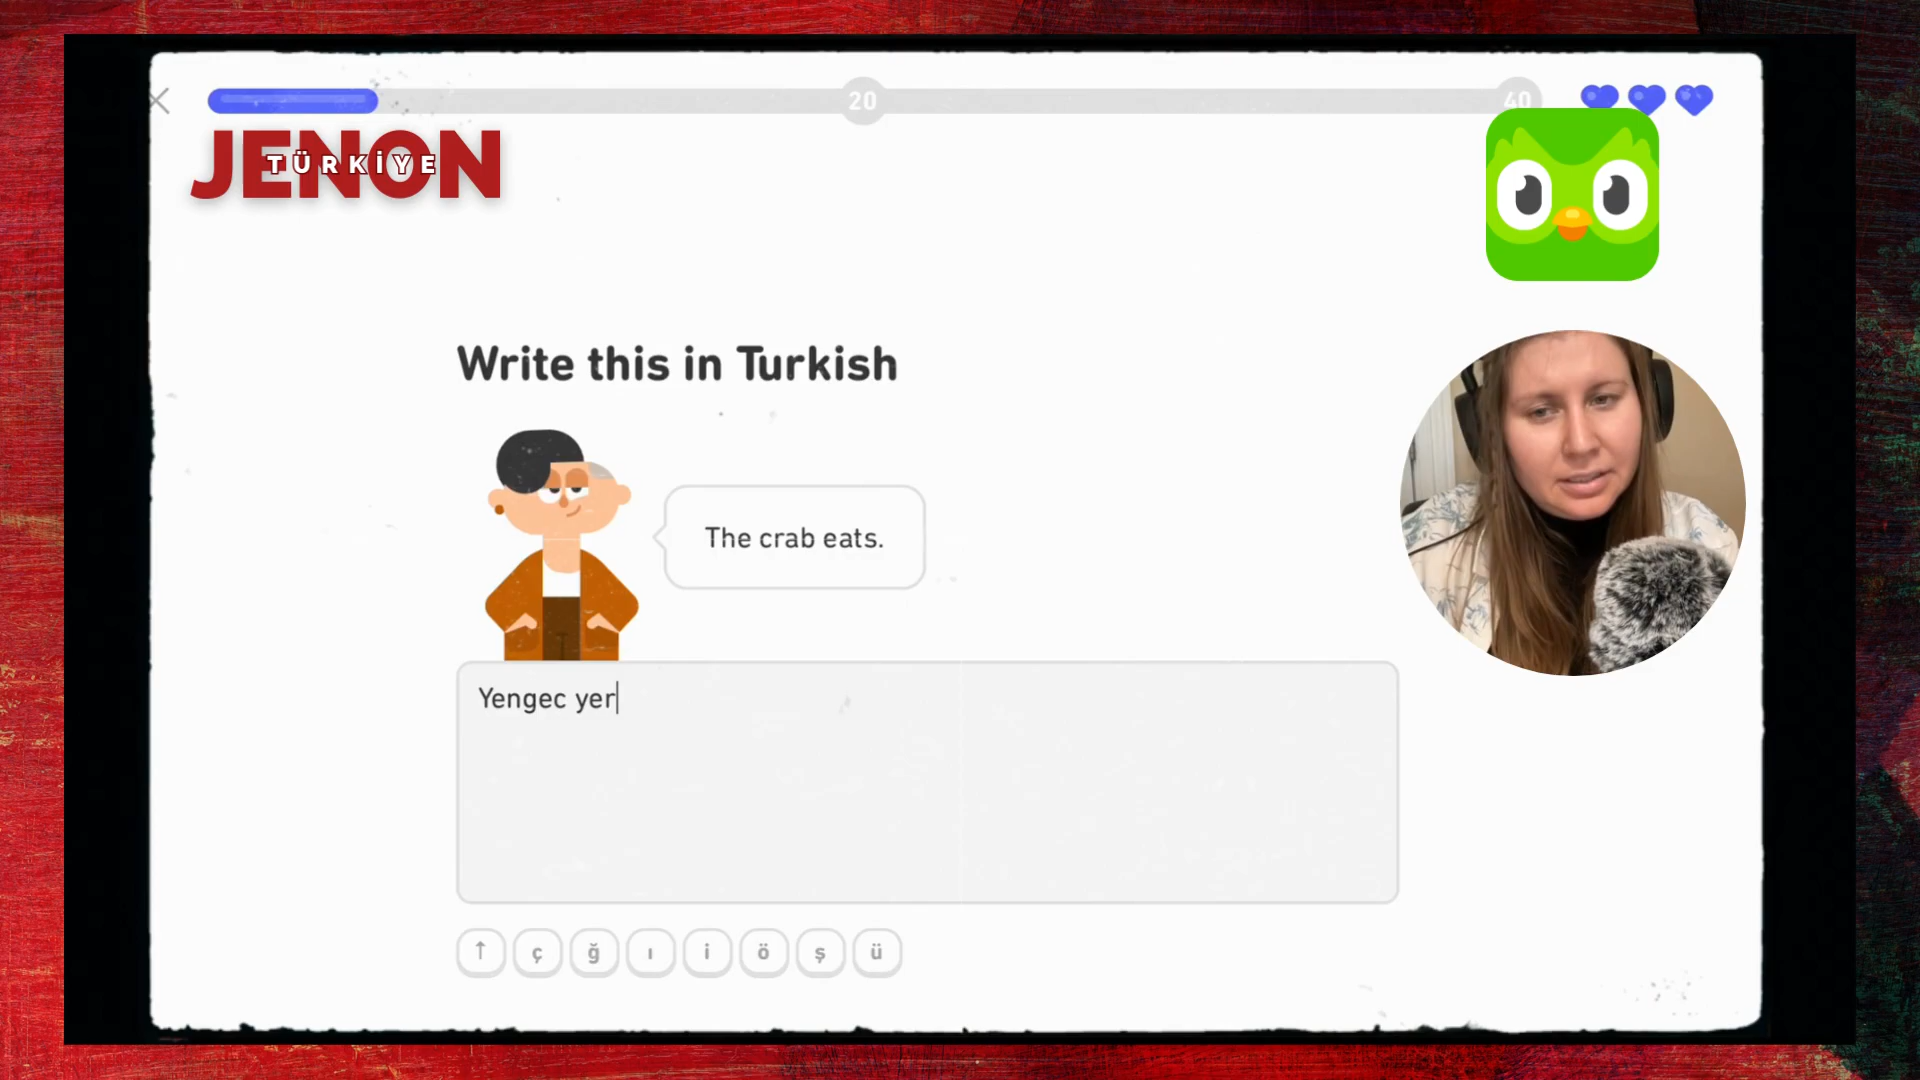 20
40
JENON
TÜRKİYE
Write this in Turkish
The crab eats.
Yengec yer
↑ ç ğ ı i ö ş ü